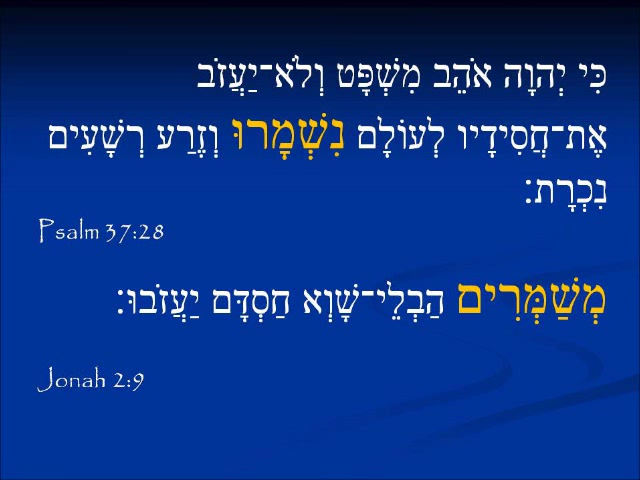 כִּי יְהוָה אֹהֵב מִשְׁפָּט וְלֹא־יַעֲזֹב
אֶת־חֲסִידָיו לְעוֹלָם נִשְׁמָרוּ וְזֶרַע רְשָׁעִים
נִכְרָת׃
Psalm 37:28
מְשַׁמְּרִים הַבְלֵי־שָׁוְא חַסְדָּם יַעֲזֹבוּ׃
Jonah 2:9